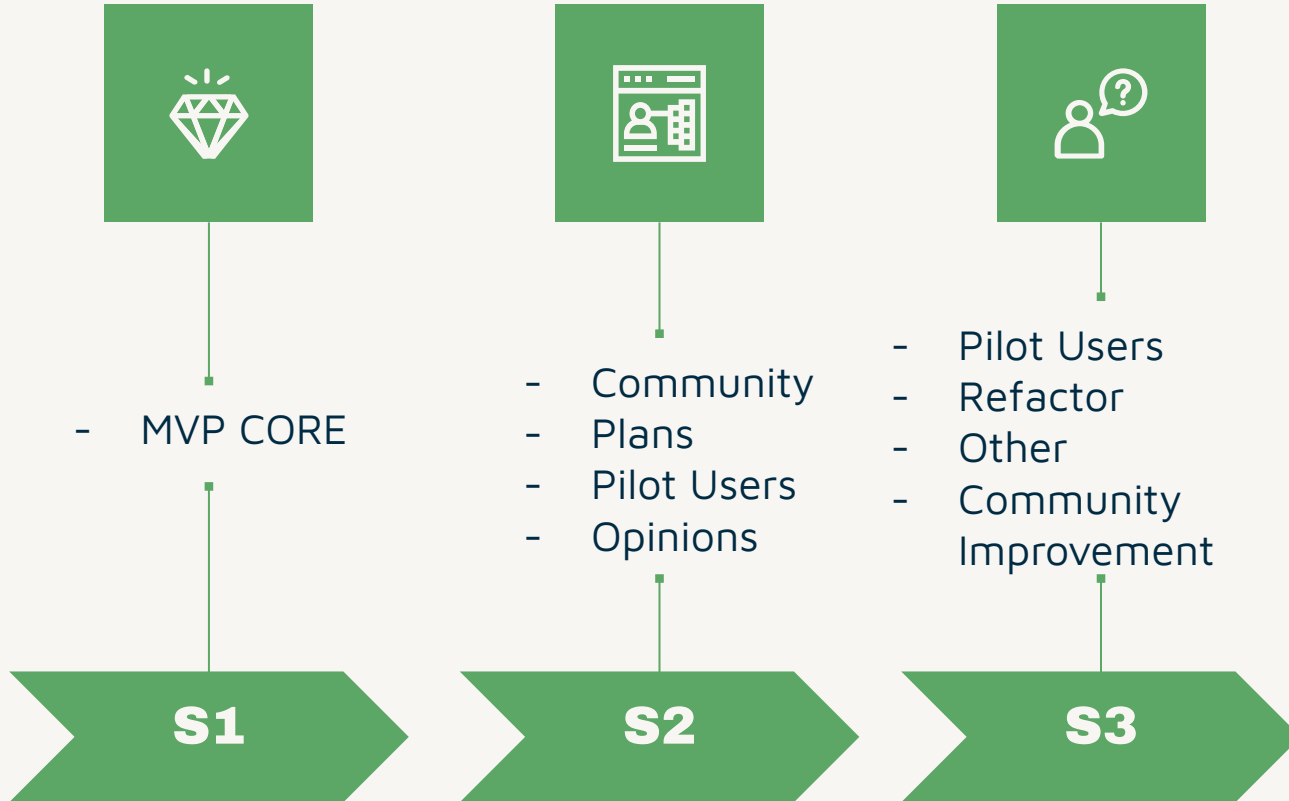 - MVP CORE
- Community
- Plans
- Pilot Users
- Opinions
- Pilot Users
- Refactor
- Other
- Community
Improvement
S1
S2
S3